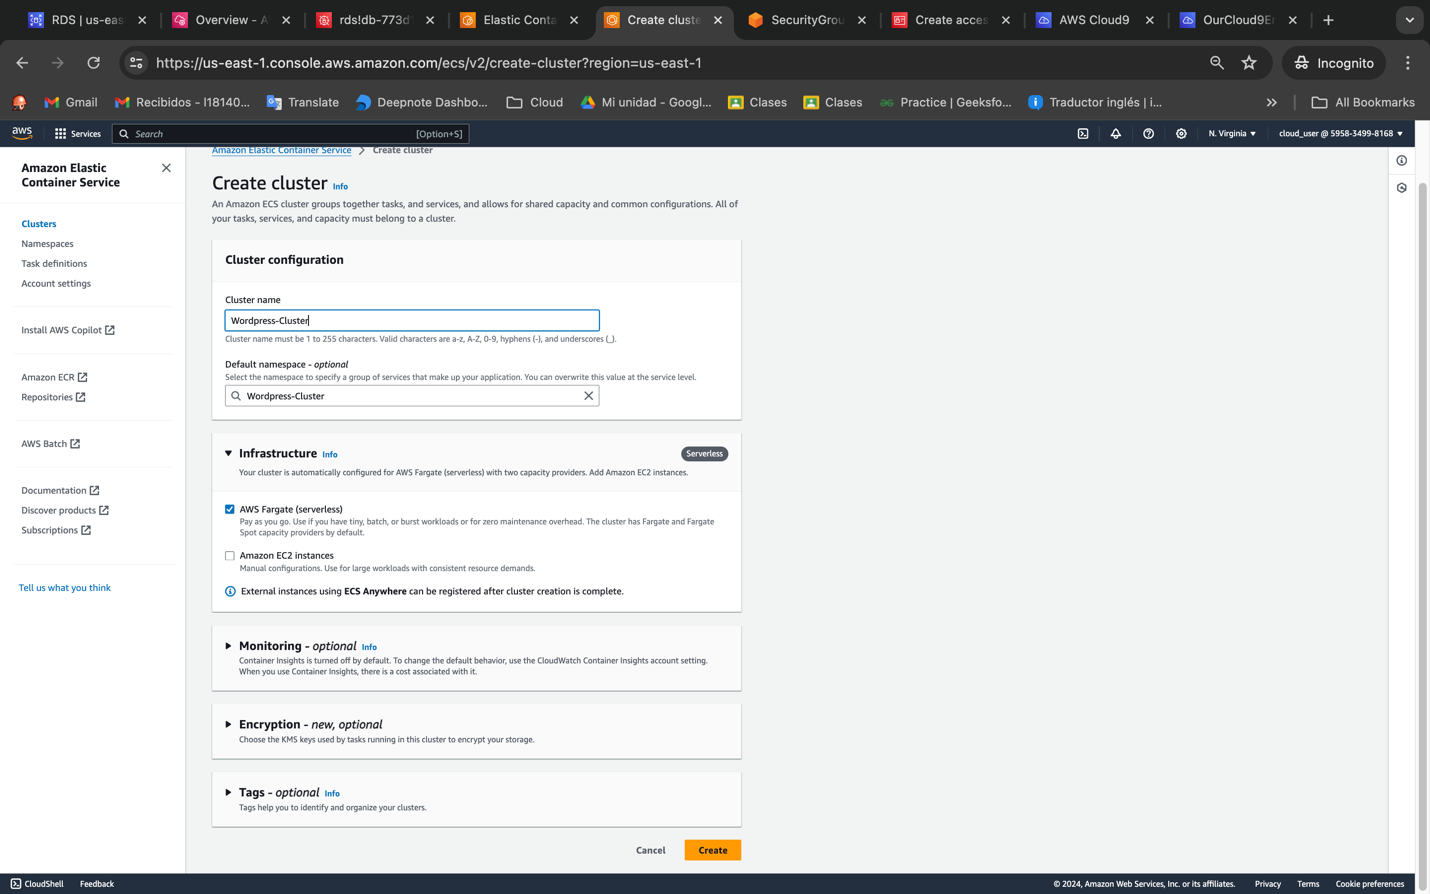 RDS | us-eas
Overview - A
rds!db-773d
Elastic Conta
Create cluste
SecurityGrou
Create acces
AWS Cloud9
OurCloud9En
https://us-east-1.console.aws.amazon.com/ecs/v2/create-cluster?region=us-east-1
Incognito
Gmail
Recibidos - l18140...
Translate
Deepnote Dashbo...
Cloud
Mi unidad - Googl...
Clases
Clases
Practice | Geeksfo...
Traductor inglés | i...
All Bookmarks
aws
Services
Search
[Option+S]
N. Virginia
cloud_user @ 5958-3499-8168
Amazon Elastic
Container Service
Clusters
Namespaces
Task definitions
Account settings
Install AWS Copilot
Amazon ECR
Repositories
AWS Batch
Documentation
Discover products
Subscriptions
Tell us what you think
Amazon Elastic Container Service > Create cluster
Create cluster Info
An Amazon ECS cluster groups together tasks, and services, and allows for shared capacity and common configurations. All of
your tasks, services, and capacity must belong to a cluster.
Cluster configuration
Cluster name
Wordpress-Cluster
Cluster name must be 1 to 255 characters. Valid characters are a-z, A-Z, 0-9, hyphens (-), and underscores (_).
Default namespace - optional
Select the namespace to specify a group of services that make up your application. You can overwrite this value at the service level.
Wordpress-Cluster
Infrastructure Info
Serverless
Your cluster is automatically configured for AWS Fargate (serverless) with two capacity providers. Add Amazon EC2 instances.
AWS Fargate (serverless)
Pay as you go. Use if you have tiny, batch, or burst workloads or for zero maintenance overhead. The cluster has Fargate and Fargate
Spot capacity providers by default.
Amazon EC2 instances
Manual configurations. Use for large workloads with consistent resource demands.
External instances using ECS Anywhere can be registered after cluster creation is complete.
Monitoring - optional Info
Container Insights is turned off by default. To change the default behavior, use the CloudWatch Container Insights account setting.
When you use Container Insights, there is a cost associated with it.
Encryption - new, optional
Choose the KMS keys used by tasks running in this cluster to encrypt your storage.
Tags - optional Info
Tags help you to identify and organize your clusters.
Cancel
Create
CloudShell
Feedback
© 2024, Amazon Web Services, Inc. or its affiliates.
Privacy
Terms
Cookie preferences